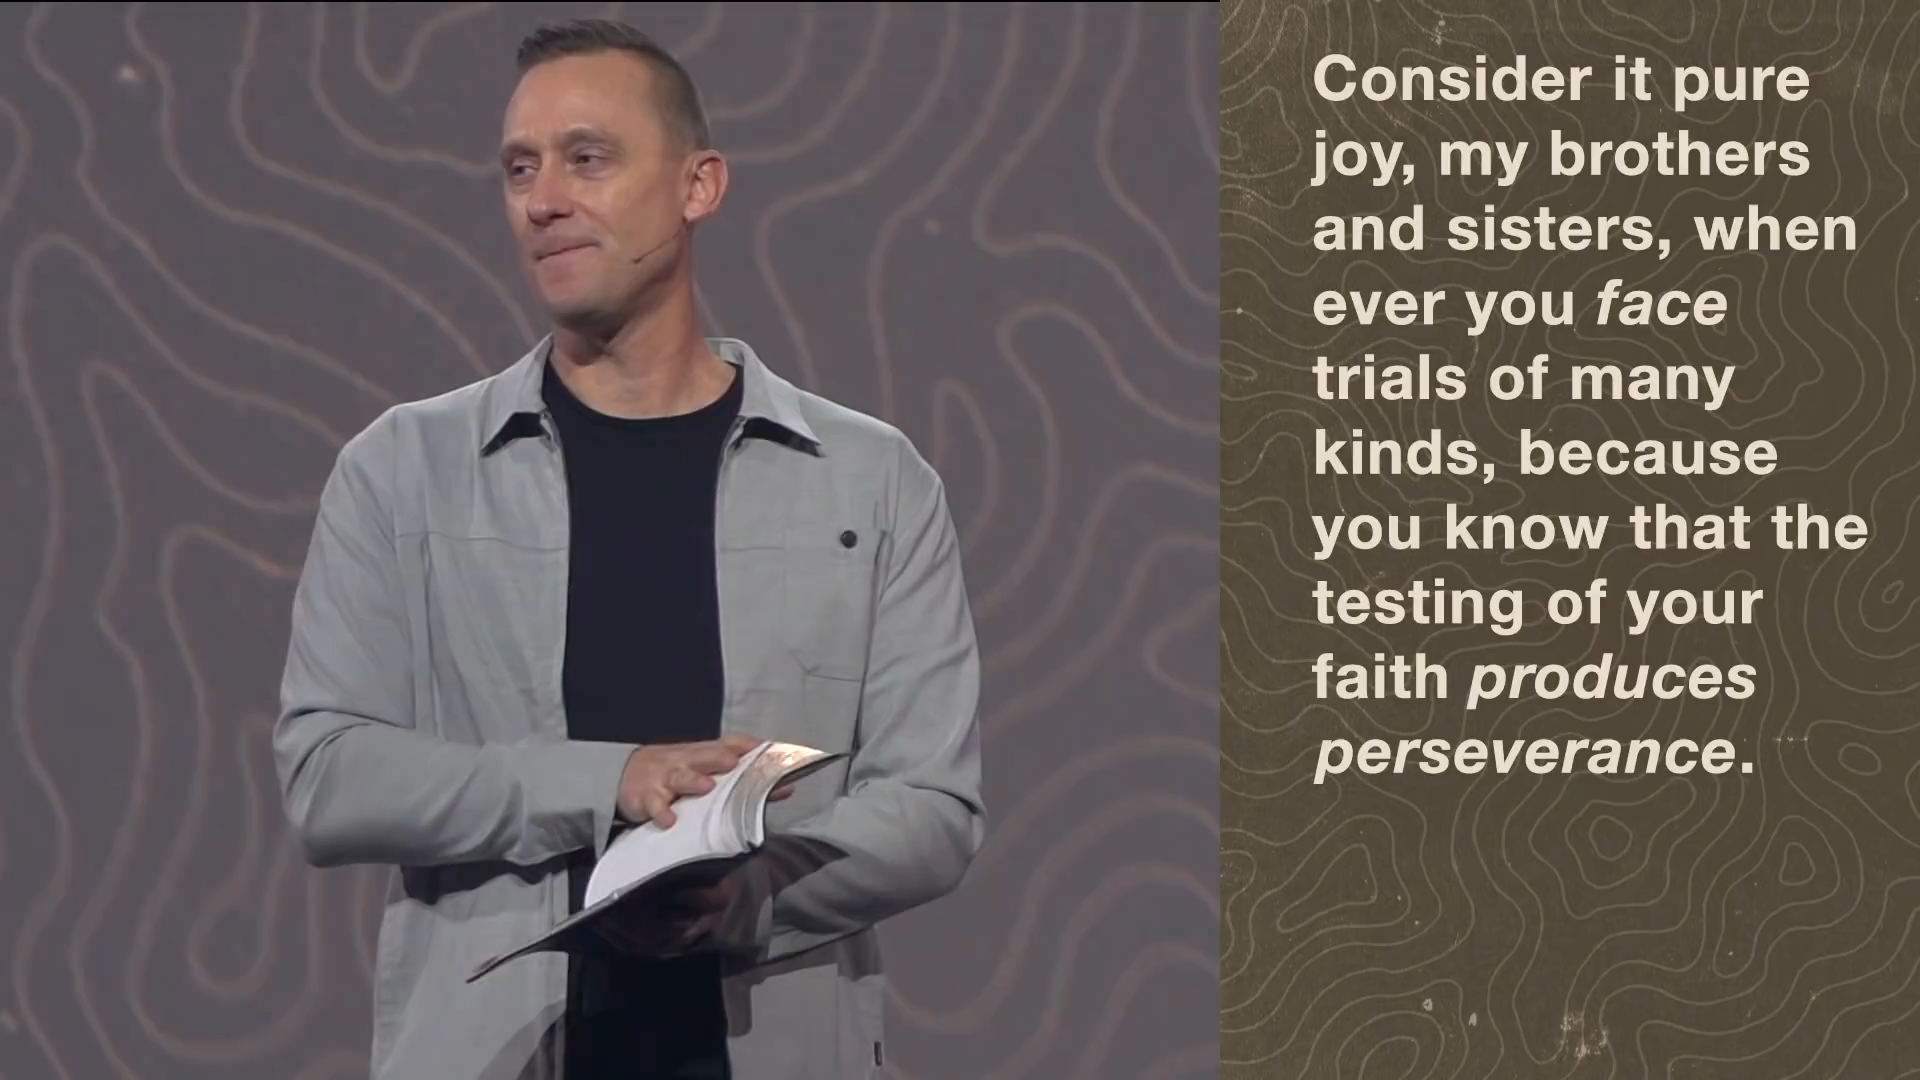 Consider it pure
joy, my brothers
and sisters, when
ever you face
trials of many
kinds, because
you know that the
testing of your
faith produces
perseverance.